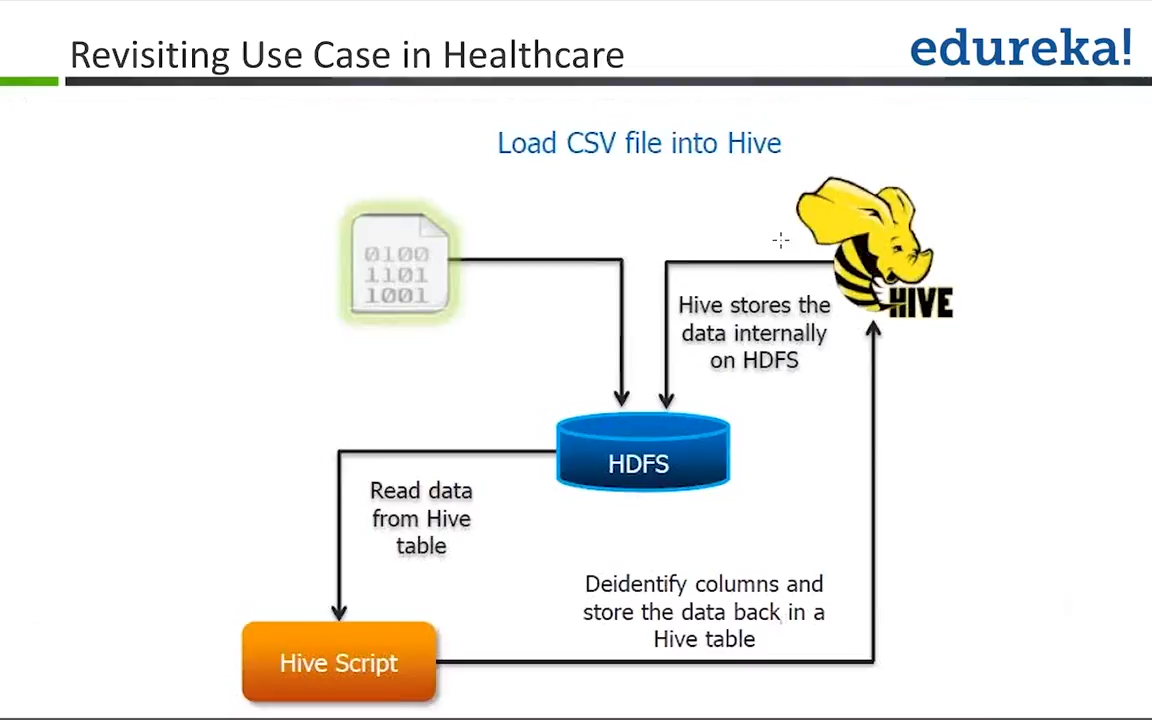 Revisiting Use Case in Healthcare
edureka!
Load CSV file into Hive
0100
1101
1001
HIVE
Hive stores the
data internally
on HDFS
HDFS
Read data
from Hive
table
Deidentify columns and
store the data back in a
Hive table
Hive Script